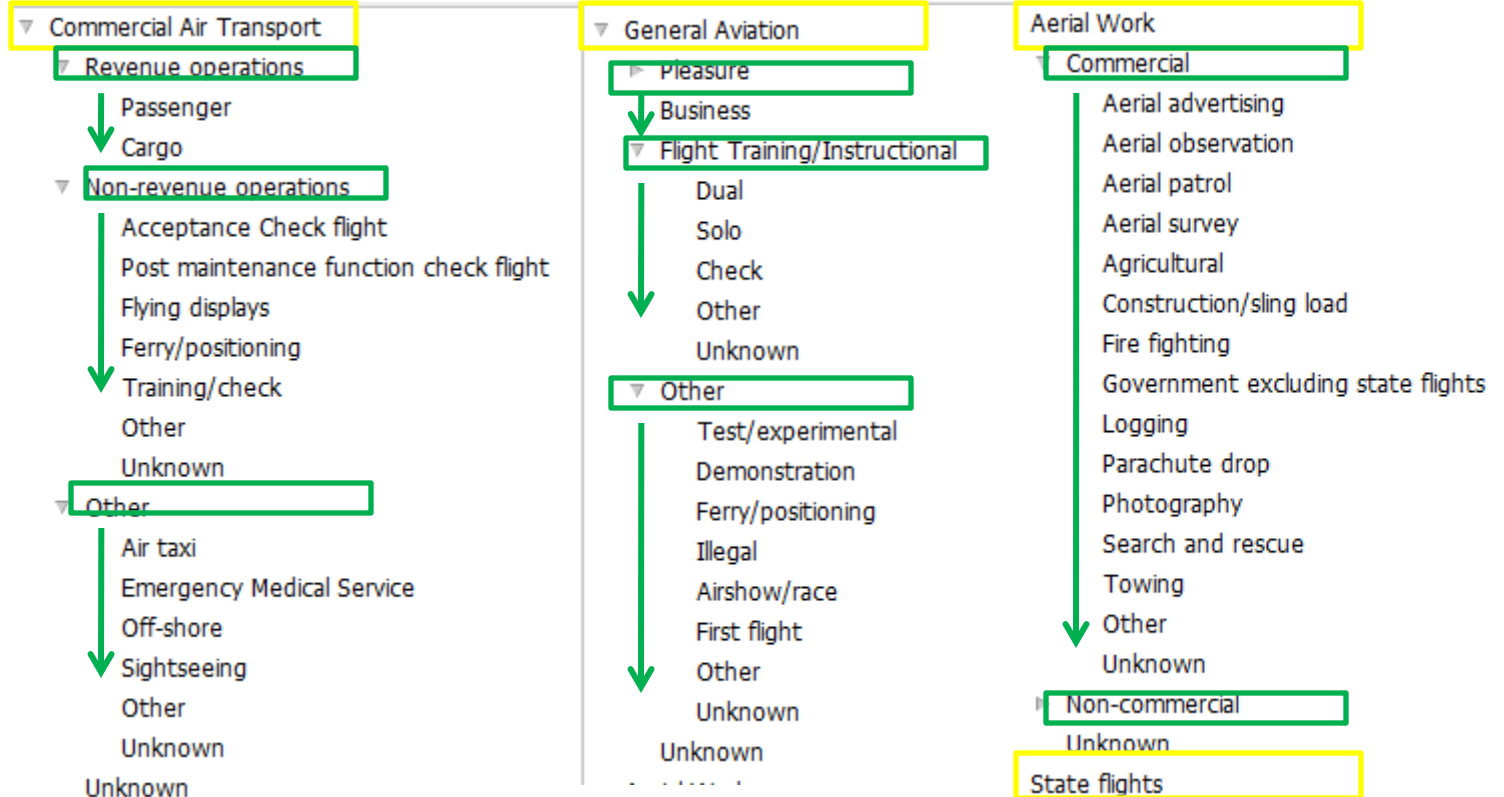 Commercial Air Transport
Revenue operations
Passenger
Cargo
Non-revenue operations
Acceptance Check flight
Post maintenance function check flight
Flying displays
Ferry/positioning
Training/check
Other
Unknown
Other
Air taxi
Emergency Medical Service
Off-shore
Sightseeing
Other
Unknown
Unknown
General Aviation
Pleasure
Business
Flight Training/Instructional
Dual
Solo
Check
Other
Unknown
Other
Test/experimental
Demonstration
Ferry/positioning
Illegal
Airshow/race
First flight
Other
Unknown
Unknown
Aerial Work
Commercial
Aerial advertising
Aerial observation
Aerial patrol
Aerial survey
Agricultural
Construction/sling load
Fire fighting
Government excluding state flights
Logging
Parachute drop
Photography
Search and rescue
Towing
Other
Unknown
Non-commercial
Unknown
State flights